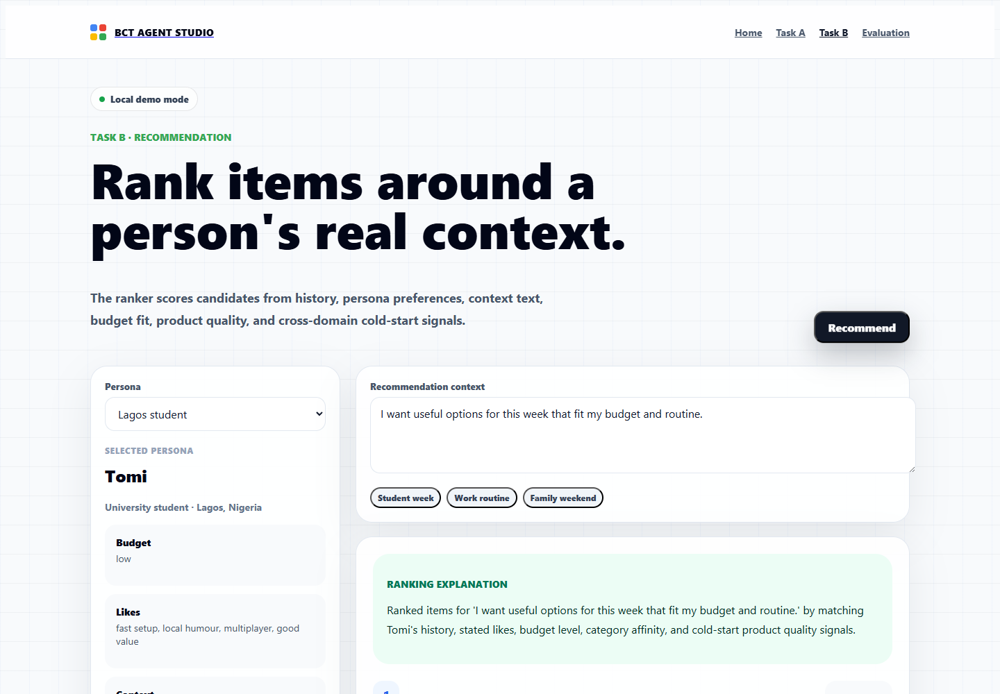 BCT AGENT STUDIO
Home Task A Task B Evaluation
Local demo mode
TASK B · RECOMMENDATION
Rank items around a
person's real context.
The ranker scores candidates from history, persona preferences, context text,
budget fit, product quality, and cross-domain cold-start signals.
Recommend
Persona
Lagos student
SELECTED PERSONA
Tomi
University student · Lagos, Nigeria
Budget
low
Likes
fast setup, local humour, multiplayer, good
value
Context
Recommendation context
I want useful options for this week that fit my budget and routine.
Student week Work routine Family weekend
RANKING EXPLANATION
Ranked items for 'I want useful options for this week that fit my budget and routine.' by matching
Tomi's history, stated likes, budget level, category affinity, and cold-start product quality signals.
1